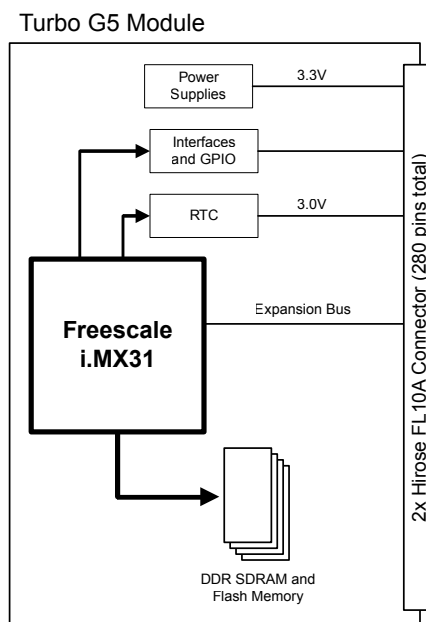 Turbo G5 Module
Power
Supplies
3.3V
Interfaces
and GPIO
RTC
3.0V
Freescale
i.MX31
Expansion Bus
DDR SDRAM and
Flash Memory
2x Hirose FL10A Connector (280 pins total)